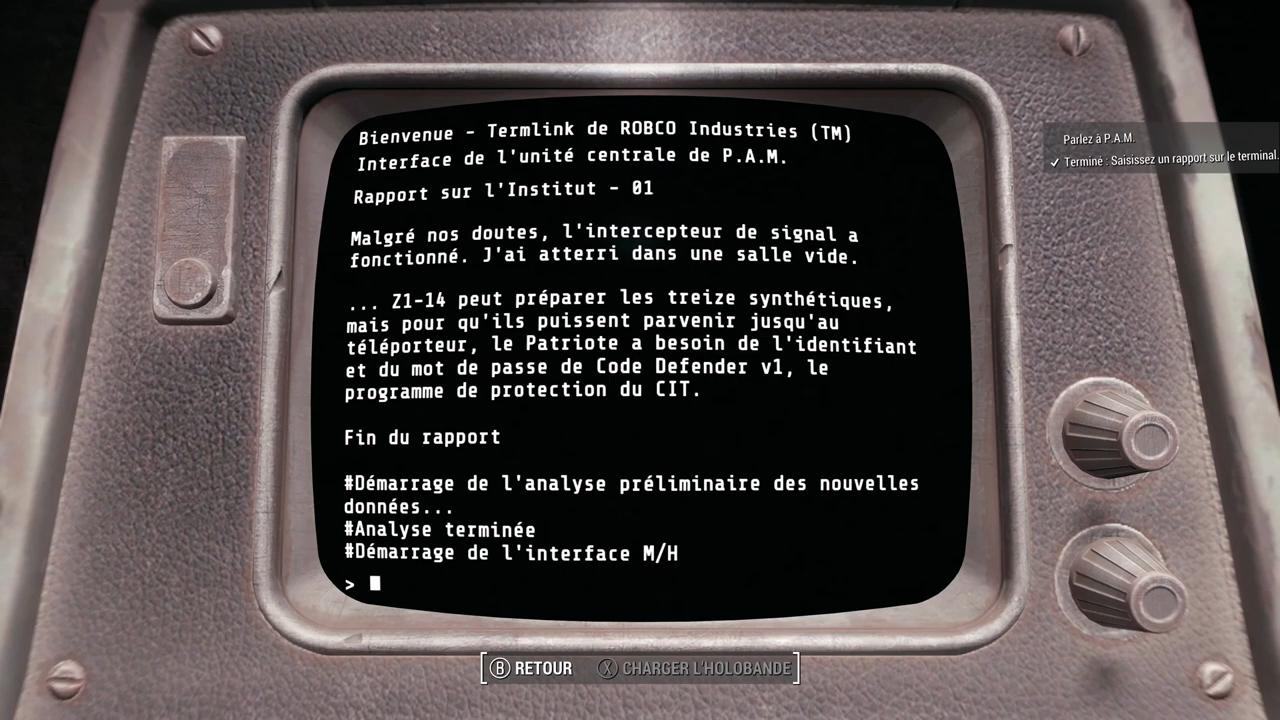 Bienvenue - Termlink de ROBCO Industries (TM)
Interface de l'unité centrale de P.A.M.
Rapport sur l'Institut - 01
Malgré nos doutes, l'intercepteur de signal a
fonctionné. J'ai atterri dans une salle vide.
... Z1-14 peut préparer les treize synthétiques,
mais pour qu'ils puissent parvenir jusqu'au
téléporteur, le Patriote a besoin de l'identifiant
et du mot de passe de Code Defender v1, le
programme de protection du CIT.
Fin du rapport
#Démarrage de l'analyse préliminaire des nouvelles
données...
#Analyse terminée
#Démarrage de l'interface M/H
>
Parlez à P.A.M.
✓ Terminé : Saisissez un rapport sur le terminal.
[Ⓑ RETOUR Ⓧ CHARGER L'HOLOBANDE]